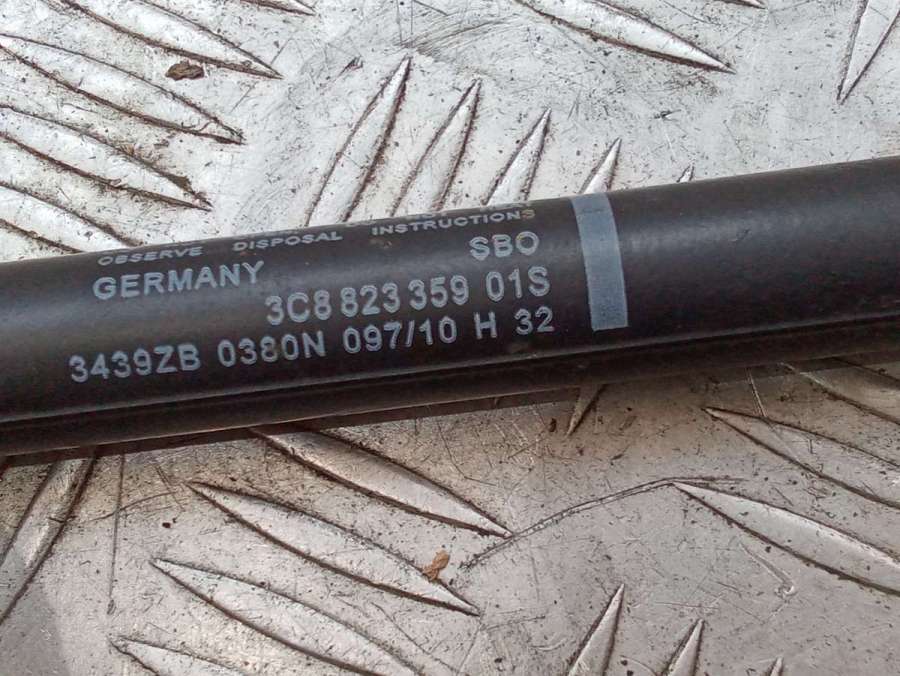 OBSERVE DISPOSAL INSTRUCTIONS
GERMANY SBO
3C8 823 359 01S
3439ZB 0380N 097/10 H 32